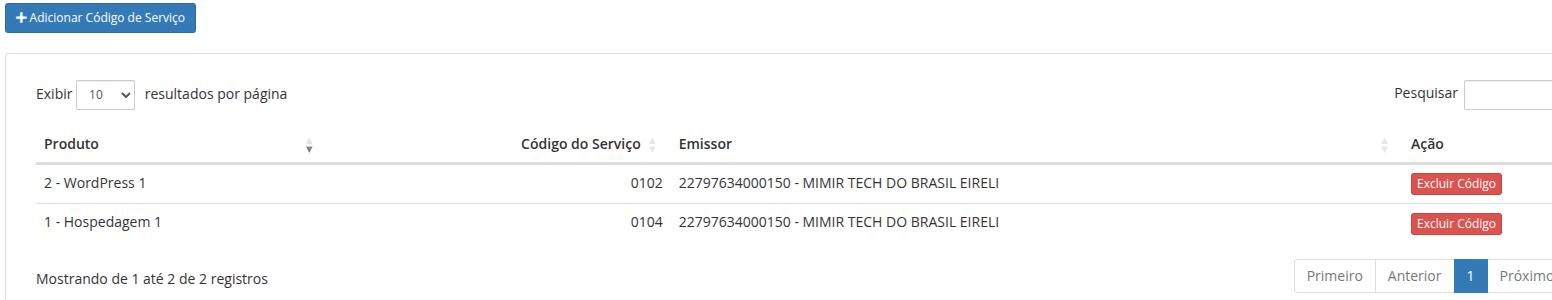 Adicionar Código de Serviço
Exibir 10 resultados por página Pesquisar
Produto Código do Serviço Emissor Ação
2 - WordPress 1 0102 22797634000150 - MIMIR TECH DO BRASIL EIRELI Excluir Código
1 - Hospedagem 1 0104 22797634000150 - MIMIR TECH DO BRASIL EIRELI Excluir Código
Mostrando de 1 até 2 de 2 registros Primeiro Anterior 1 Próximo